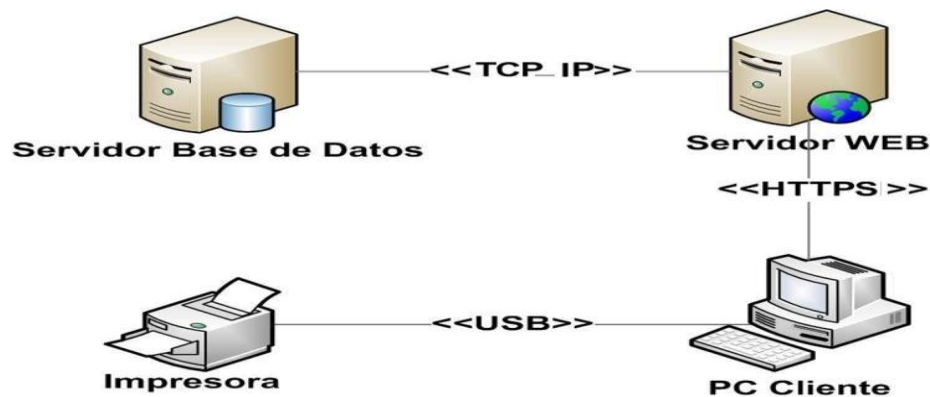 <<TCP_IP>>
Servidor Base de Datos
Servidor WEB
<<HTTPS >>
<<USB>>
Impresora
PC Cliente